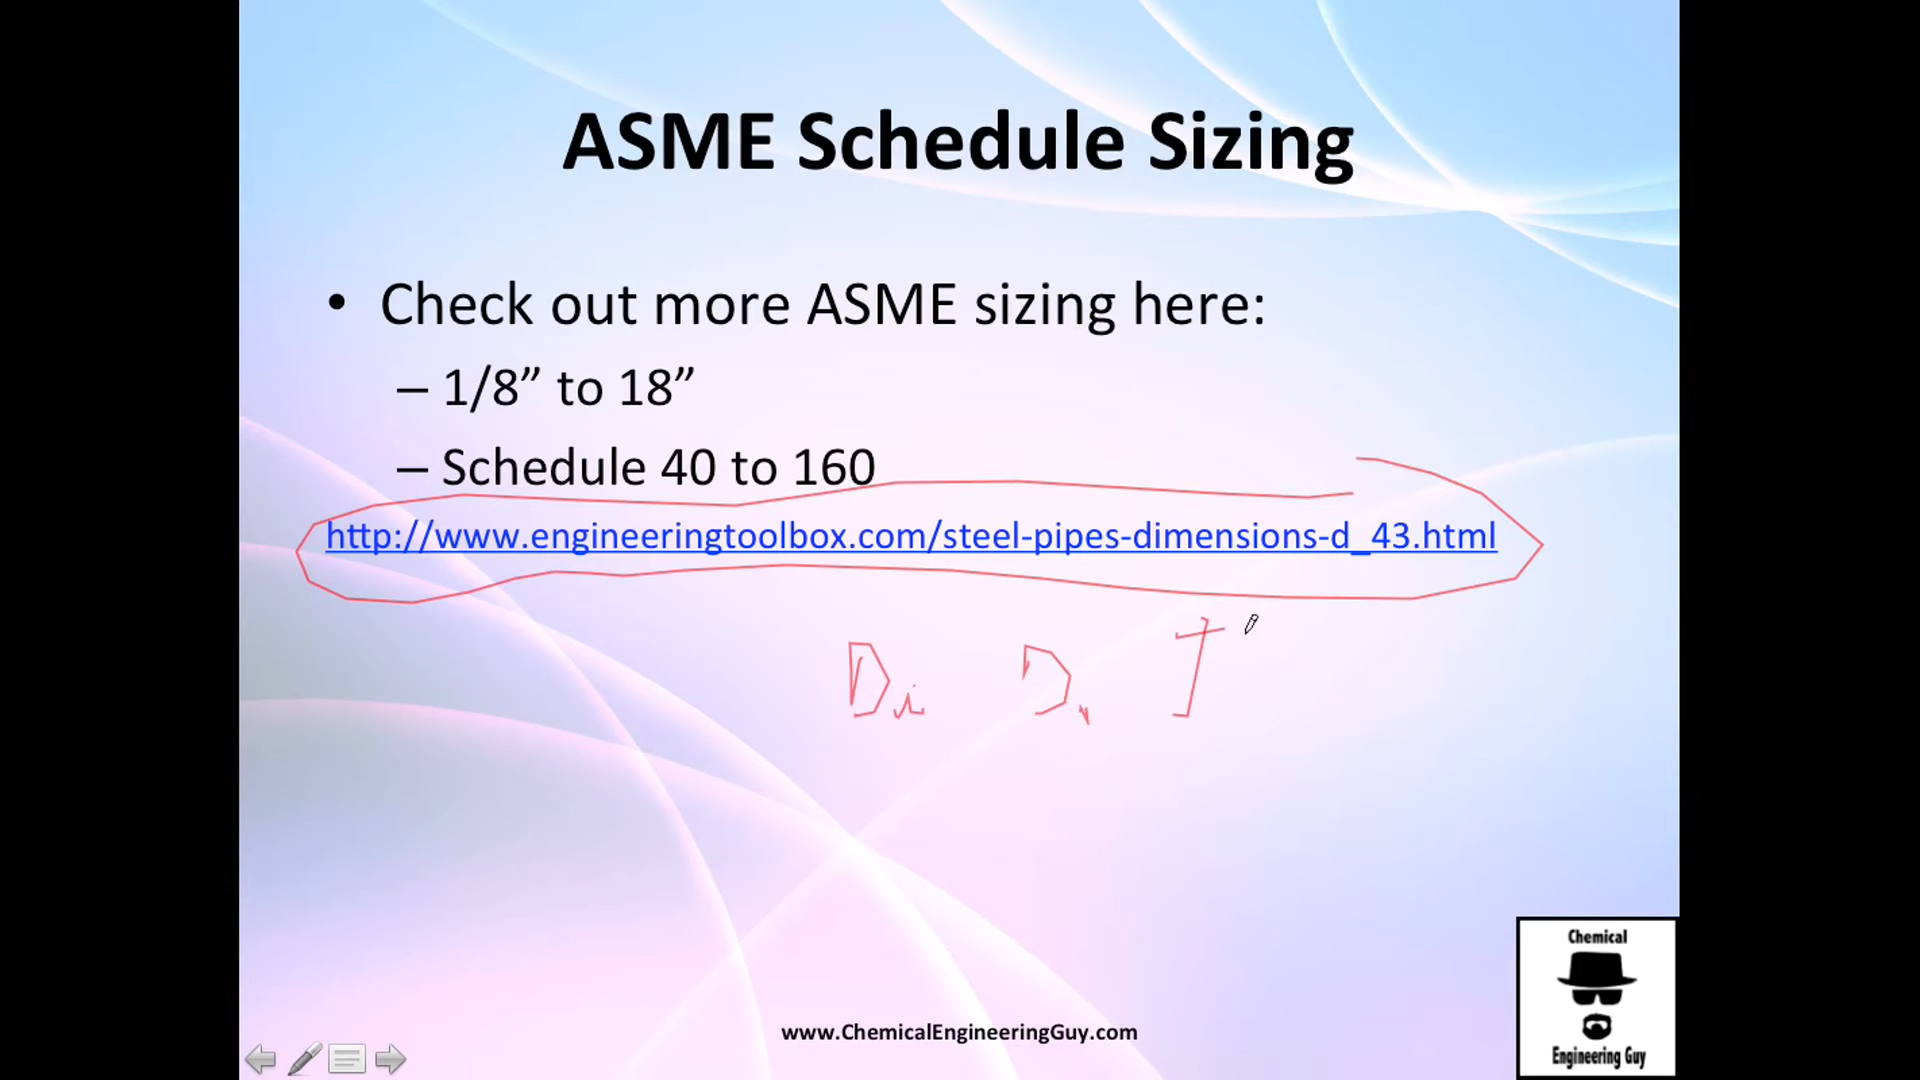 ASME Schedule Sizing
• Check out more ASME sizing here:
– 1/8” to 18”
– Schedule 40 to 160
http://www.engineeringtoolbox.com/steel-pipes-dimensions-d_43.html
Di
www.ChemicalEngineeringGuy.com
Chemical
Engineering Guy